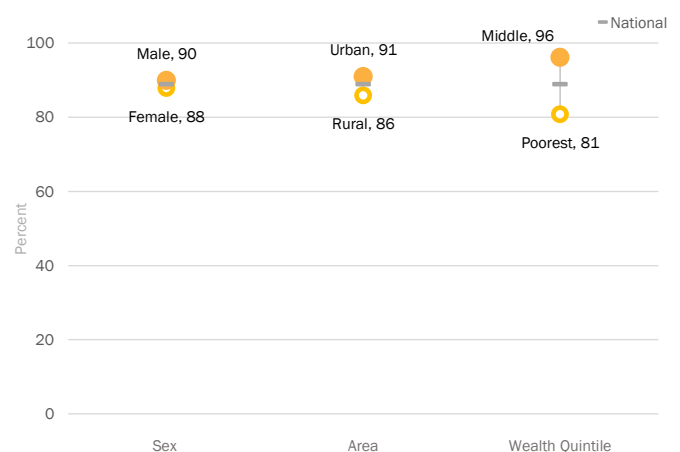 National
100
Middle, 96
Male, 90
Urban, 91
80
Female, 88
Rural, 86
Poorest, 81
60
Percent
40
20
0
Sex
Area
Wealth Quintile